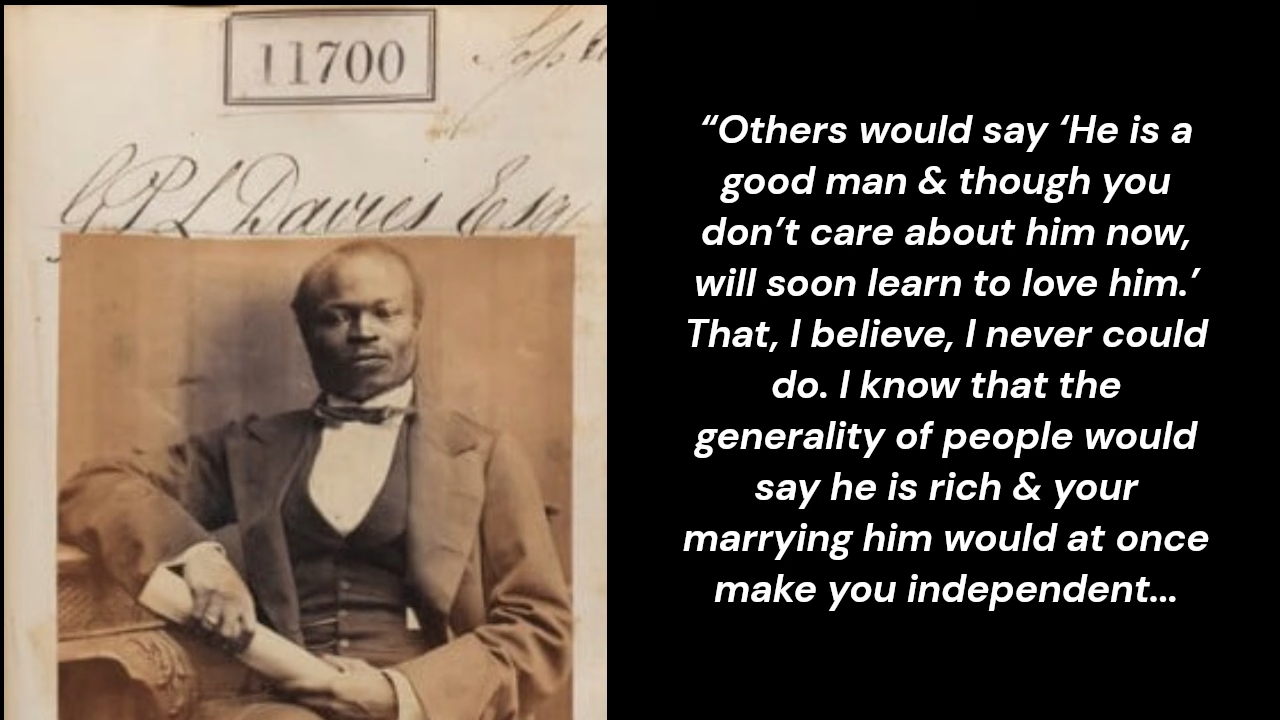 11700
G P L Davies Esq
“Others would say ‘He is a
good man & though you
don’t care about him now,
will soon learn to love him.’
That, I believe, I never could
do. I know that the
generality of people would
say he is rich & your
marrying him would at once
make you independent...